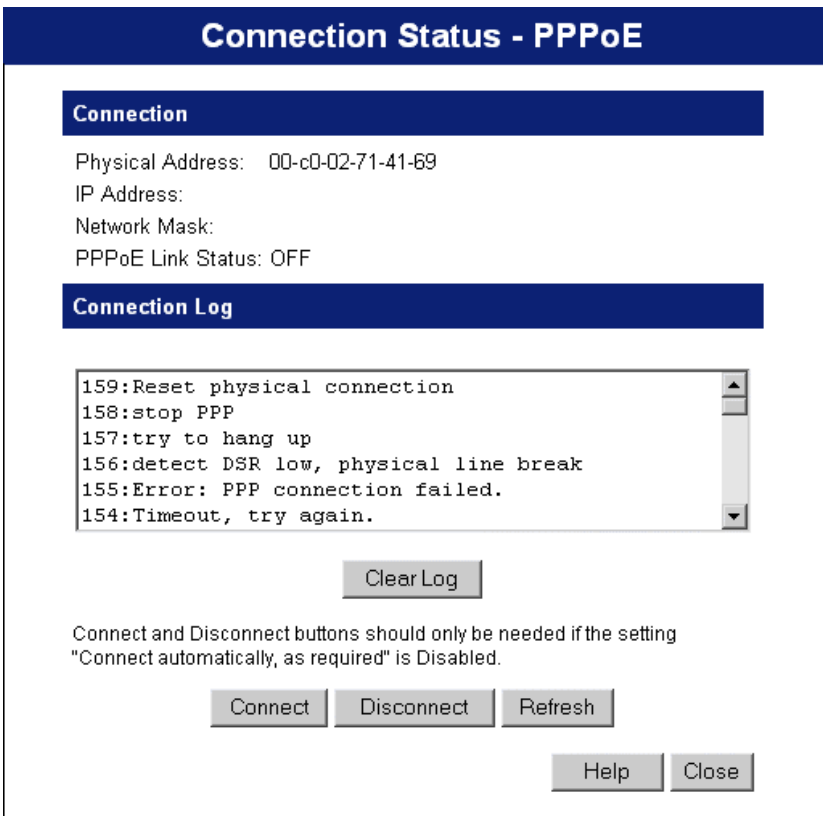 Connection Status - PPPoE
Connection
Physical Address: 00-c0-02-71-41-69
IP Address:
Network Mask:
PPPoE Link Status: OFF
Connection Log
159:Reset physical connection
158:stop PPP
157:try to hang up
156:detect DSR low, physical line break
155:Error: PPP connection failed.
154:Timeout, try again.
Clear Log
Connect and Disconnect buttons should only be needed if the setting
"Connect automatically, as required" is Disabled.
Connect Disconnect Refresh
Help Close